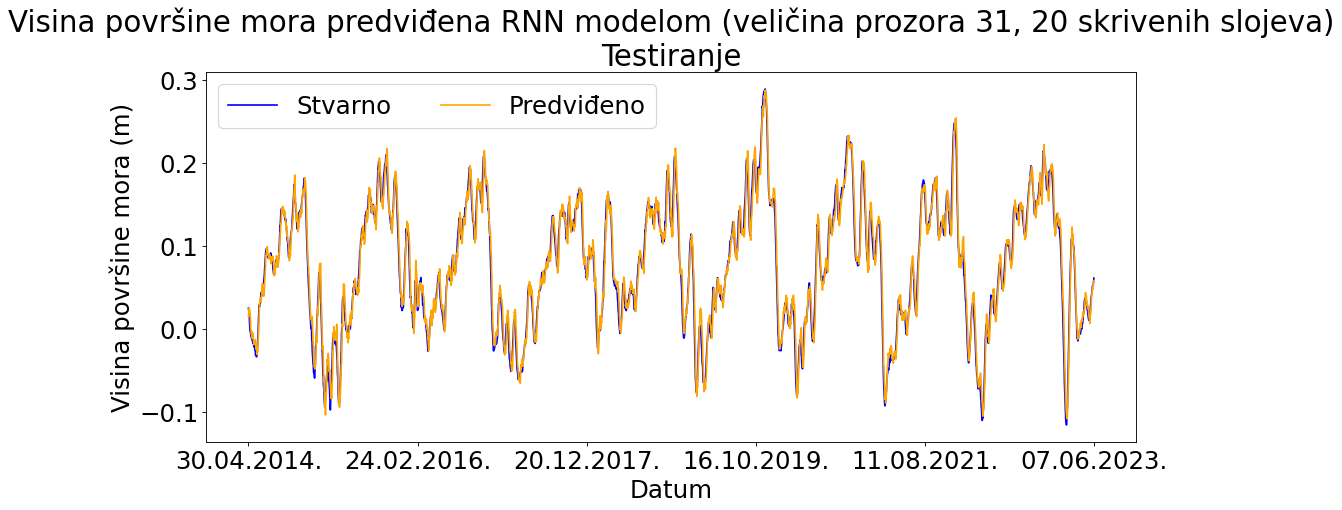 Visina površine mora predviđena RNN modelom (veličina prozora 31, 20 skrivenih slojeva)
Testiranje
Stvarno Predviđeno
Visina površine mora (m)
0.3
0.2
0.1
0.0
−0.1
30.04.2014. 24.02.2016. 20.12.2017. 16.10.2019. 11.08.2021. 07.06.2023.
Datum